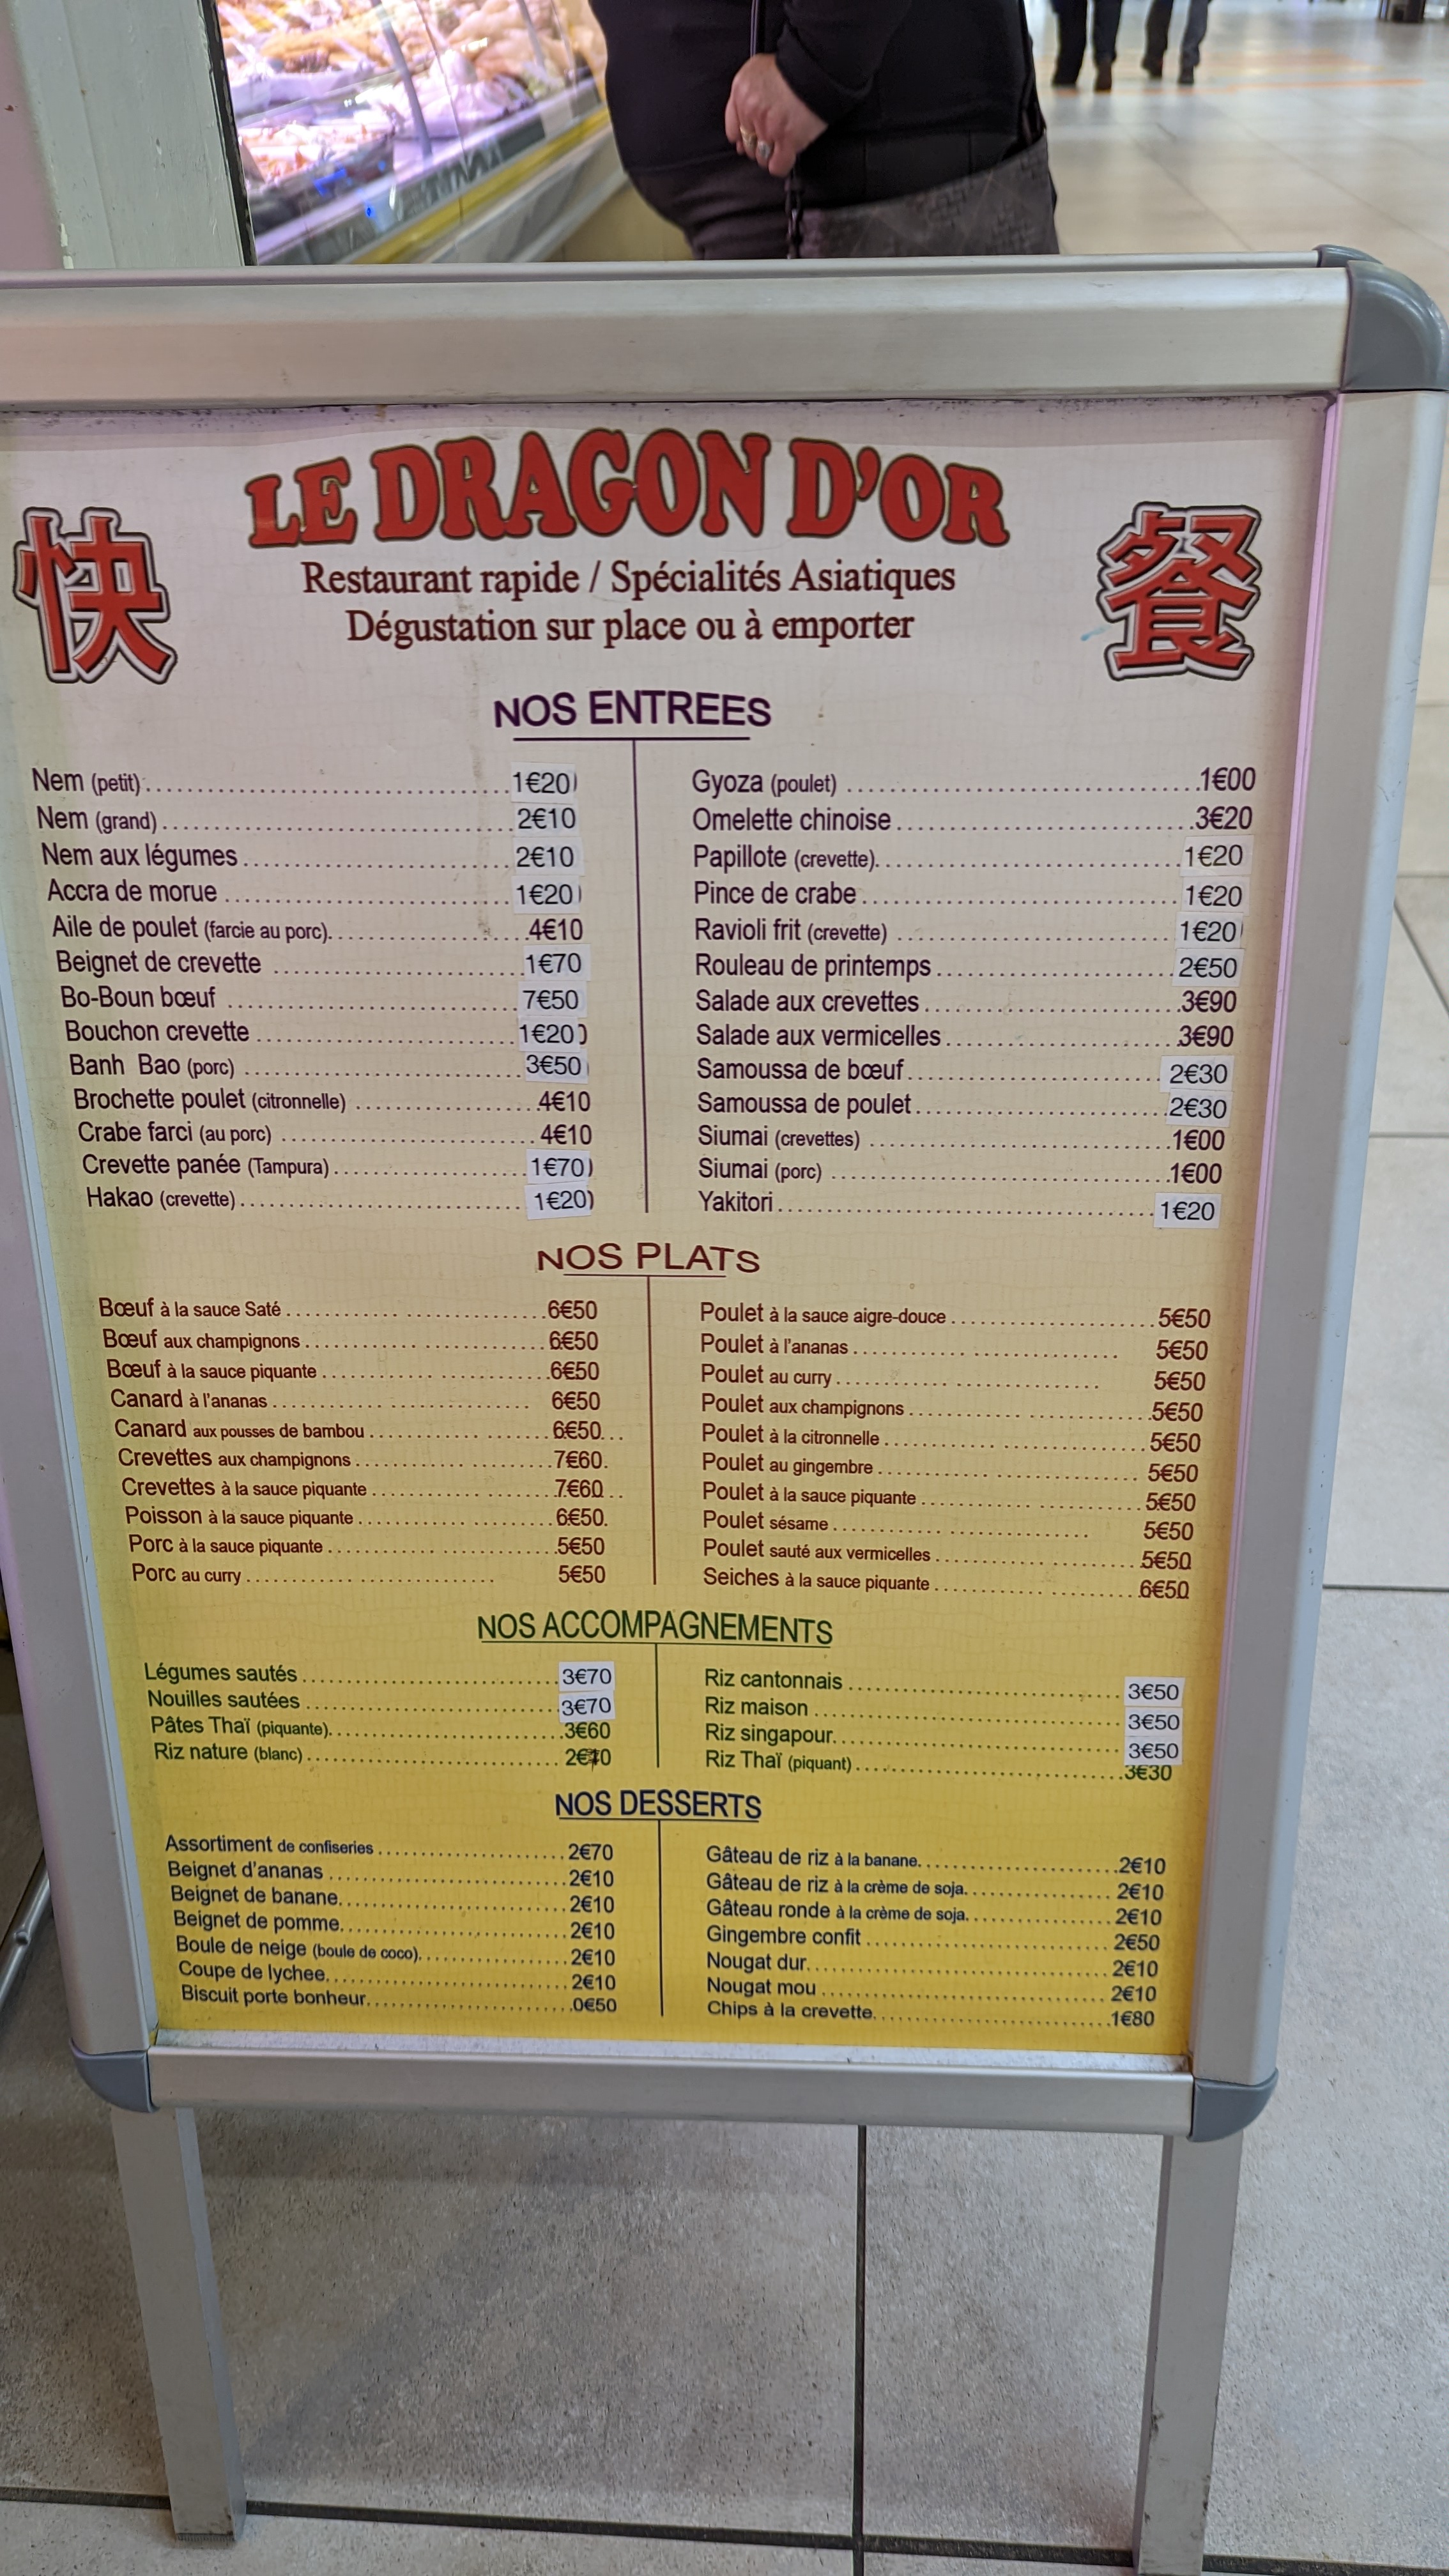 LE DRAGON D'OR
快 餐
Restaurant rapide / Spécialités Asiatiques
Dégustation sur place ou à emporter
NOS ENTREES
Nem (petit) 1€20
Nem (grand) 2€10
Nem aux légumes 2€10
Accra de morue 1€20
Aile de poulet (farcie au porc) 4€10
Beignet de crevette 1€70
Bo-Boun bœuf 7€50
Bouchon crevette 1€20
Banh Bao (porc) 3€50
Brochette poulet (citronnelle) 4€10
Crabe farci (au porc) 4€10
Crevette panée (Tampura) 1€70
Hakao (crevette) 1€20
Gyoza (poulet) 1€00
Omelette chinoise 3€20
Papillote (crevette) 1€20
Pince de crabe 1€20
Ravioli frit (crevette) 1€20
Rouleau de printemps 2€50
Salade aux crevettes 3€90
Salade aux vermicelles 3€90
Samoussa de bœuf 2€30
Samoussa de poulet 2€30
Siumai (crevettes) 1€00
Siumai (porc) 1€00
Yakitori 1€20
NOS PLATS
Bœuf à la sauce Saté 6€50
Bœuf aux champignons 6€50
Bœuf à la sauce piquante 6€50
Canard à l'ananas 6€50
Canard aux pousses de bambou 6€50
Crevettes aux champignons 7€60
Crevettes à la sauce piquante 7€60
Poisson à la sauce piquante 6€50
Porc à la sauce piquante 5€50
Porc au curry 5€50
Poulet à la sauce aigre-douce 5€50
Poulet à l'ananas 5€50
Poulet au curry 5€50
Poulet aux champignons 5€50
Poulet à la citronnelle 5€50
Poulet au gingembre 5€50
Poulet à la sauce piquante 5€50
Poulet sésame 5€50
Poulet sauté aux vermicelles 5€50
Seiches à la sauce piquante 6€50
NOS ACCOMPAGNEMENTS
Légumes sautés 3€70
Nouilles sautées 3€70
Pâtes Thaï (piquante) 3€60
Riz nature (blanc)
Riz cantonnais 3€50
Riz maison 3€50
Riz singapour 3€50
Riz Thaï (piquant) 3€30
NOS DESSERTS
Assortiment de confiseries 2€70
Beignet d'ananas 2€10
Beignet de banane 2€10
Beignet de pomme 2€10
Boule de neige (boule de coco) 2€10
Coupe de lychee 2€10
Biscuit porte bonheur 0€50
Gâteau de riz à la banane 2€10
Gâteau de riz à la crème de soja 2€10
Gâteau ronde à la crème de soja 2€10
Gingembre confit 2€50
Nougat dur 2€10
Nougat mou 2€10
Chips à la crevette 1€80